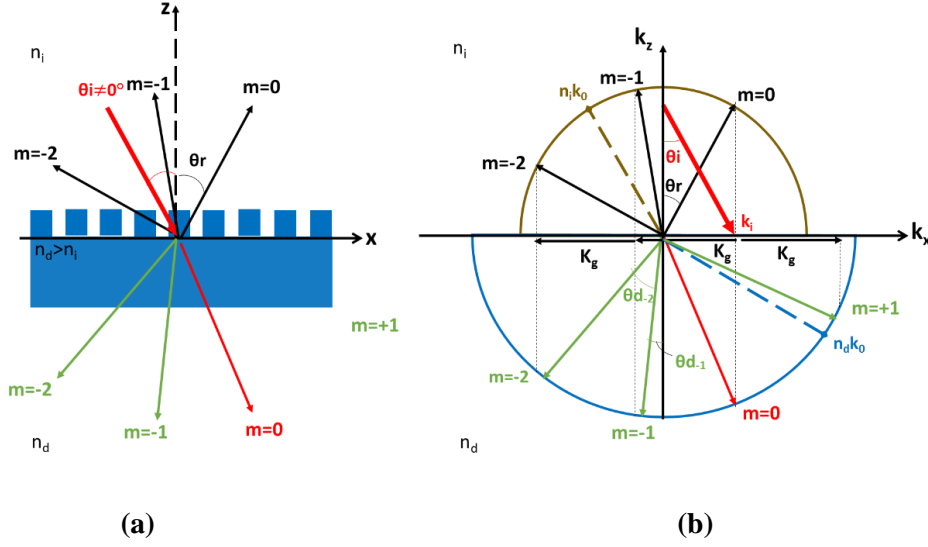 z
n_i
θi≠0°
m=-1
m=0
m=-2
θr
n_d>n_i
x
m=+1
m=-2
m=-1
m=0
n_d
(a)
k_z
n_i
m=-1
n_ik_0
m=0
m=-2
θi
θr
k_i
k_x
K_g
K_g
K_g
θd_-2
m=+1
n_dk_0
θd_-1
m=-2
m=-1
m=0
n_d
(b)